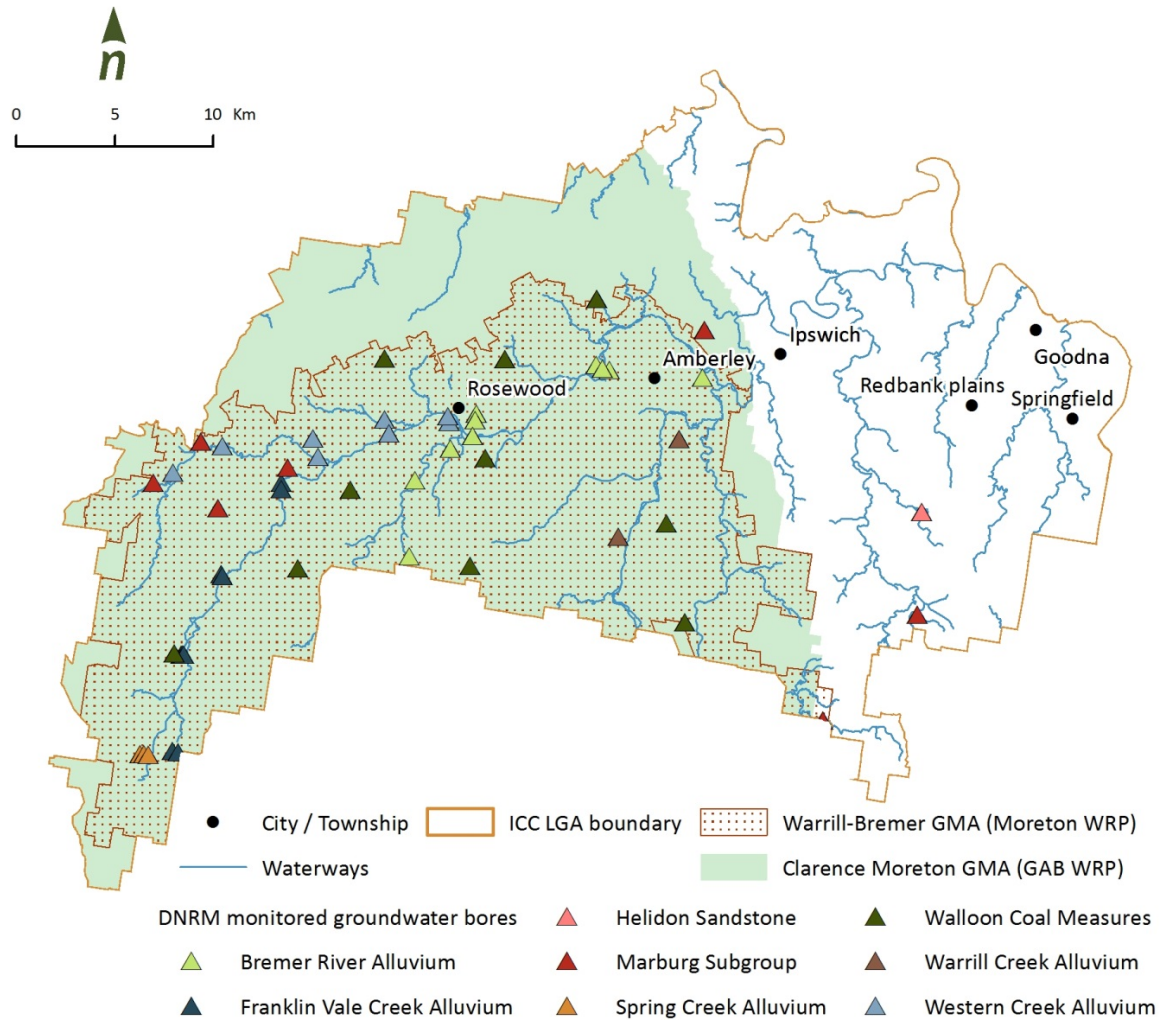 n
0 5 10 Km
Ipswich
Goodna
Amberley
Rosewood
Redbank plains
Springfield
City / Township
ICC LGA boundary
Warrill-Bremer GMA (Moreton WRP)
Waterways
Clarence Moreton GMA (GAB WRP)
DNRM monitored groundwater bores
Helidon Sandstone
Walloon Coal Measures
Bremer River Alluvium
Marburg Subgroup
Warrill Creek Alluvium
Franklin Vale Creek Alluvium
Spring Creek Alluvium
Western Creek Alluvium